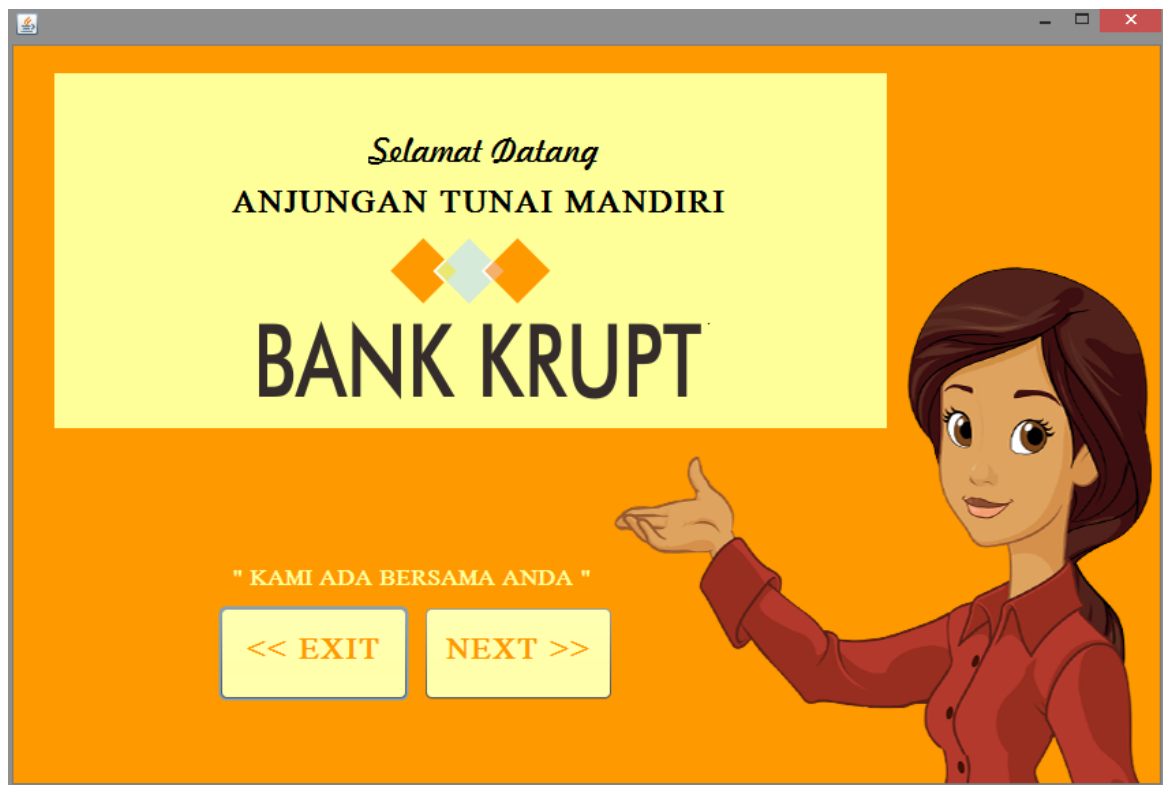 Selamat Datang
ANJUNGAN TUNAI MANDIRI
BANK KRUPT
" KAMI ADA BERSAMA ANDA "
<< EXIT
NEXT >>